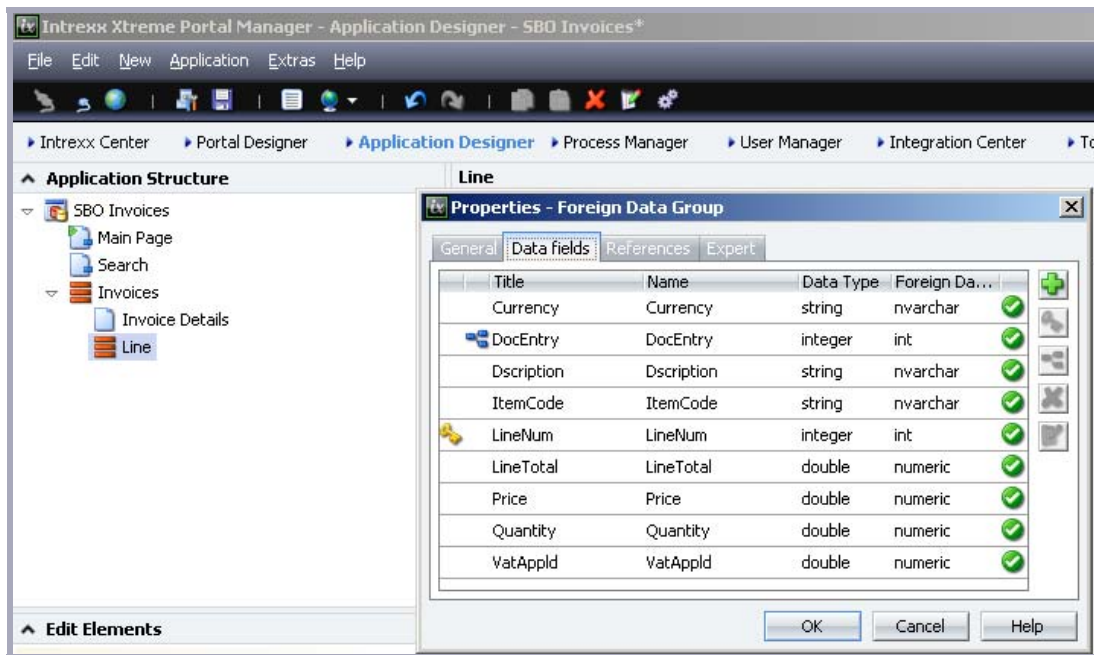 Intrexx Xtreme Portal Manager - Application Designer - SBO Invoices*
File Edit New Application Extras Help
Intrexx Center Portal Designer Application Designer Process Manager User Manager Integration Center To
Application Structure
Line
SBO Invoices
Main Page
Search
Invoices
Invoice Details
Line
Properties - Foreign Data Group
General Data fields References Expert
Title Name Data Type Foreign Da...
Currency Currency string nvarchar
DocEntry DocEntry integer int
Dscription Dscription string nvarchar
ItemCode ItemCode string nvarchar
LineNum LineNum integer int
LineTotal LineTotal double numeric
Price Price double numeric
Quantity Quantity double numeric
VatAppld VatAppld double numeric
OK Cancel Help
Edit Elements